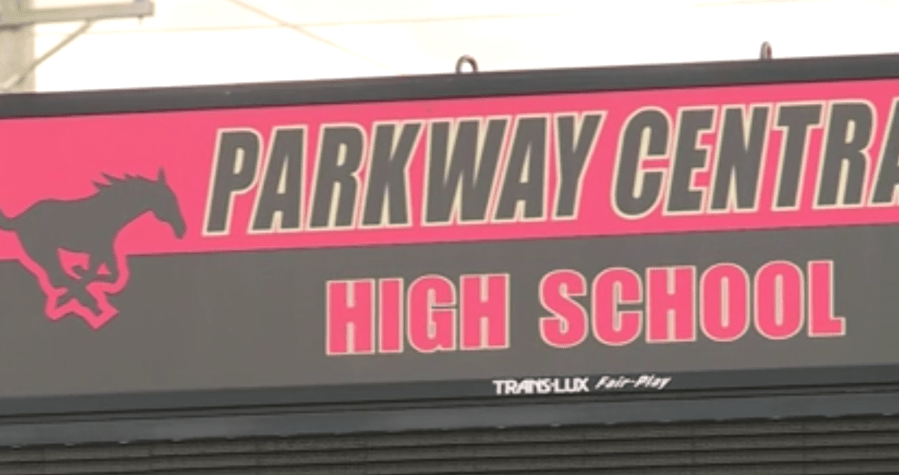 PARKWAY CENTRA
HIGH SCHOOL
TRANS-LUX Fair-Play